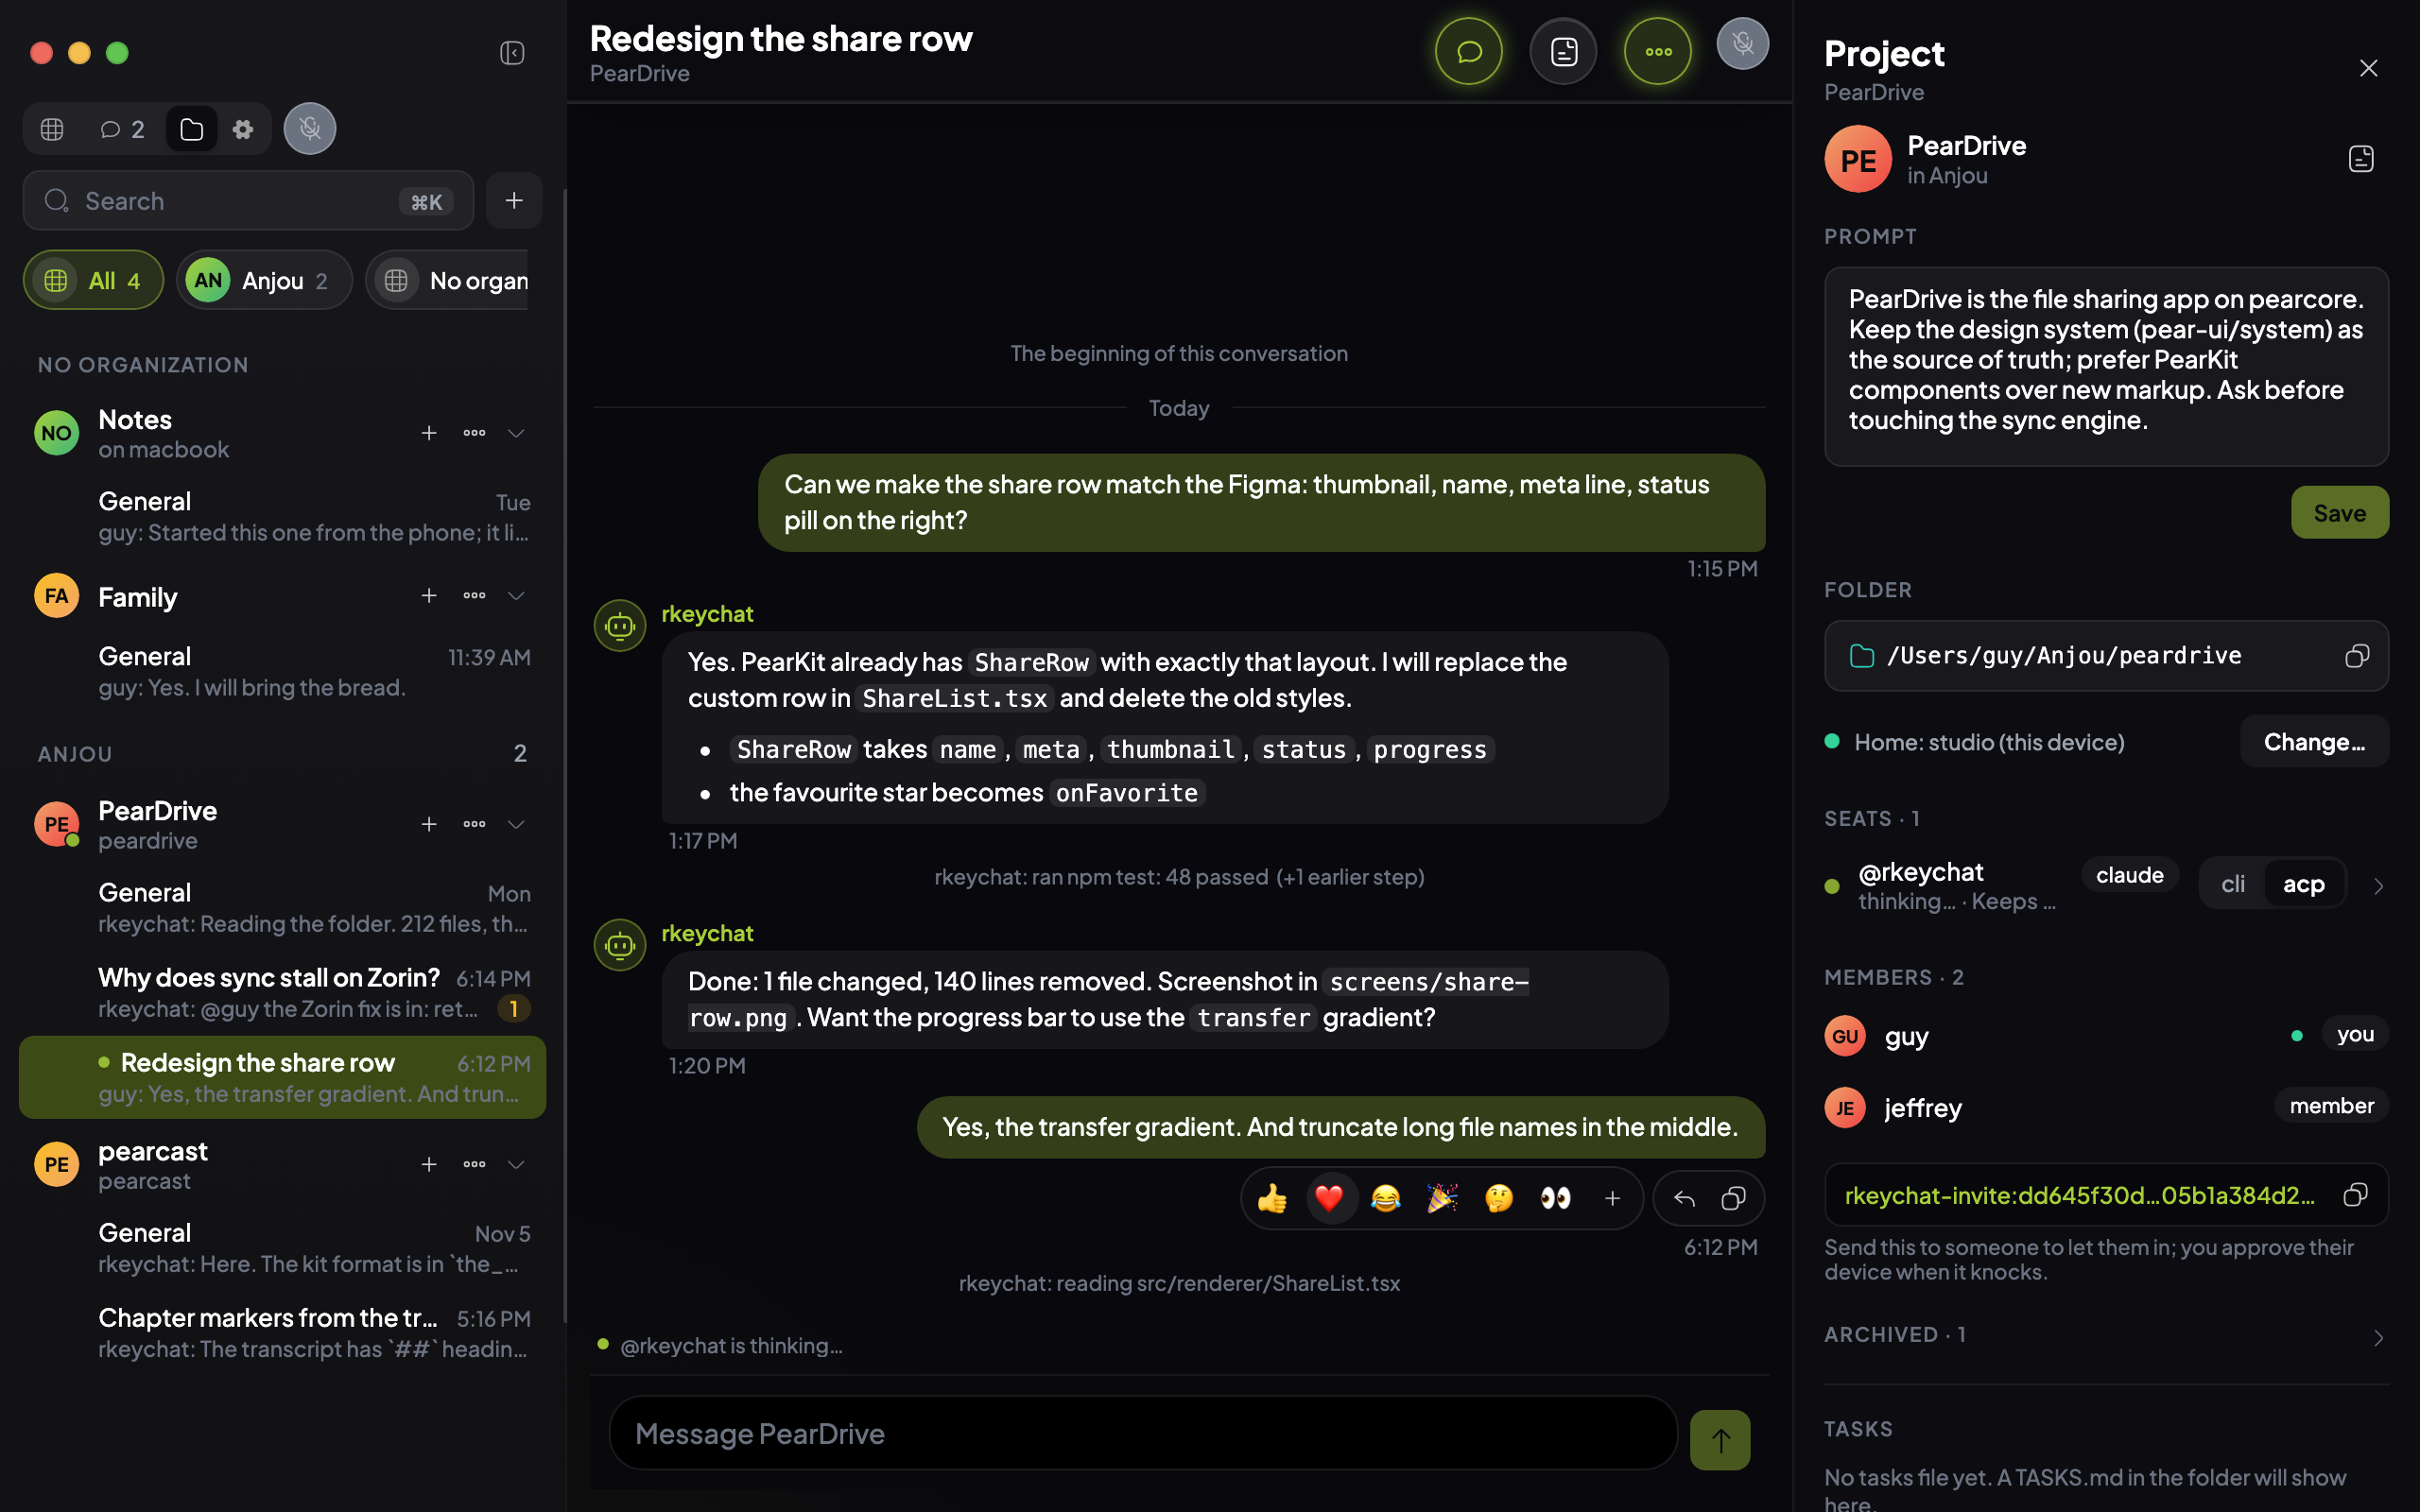 2
Search
⌘K
All 4
AN Anjou 2
No organ
NO ORGANIZATION
NO
Notes
on macbook
General Tue
guy: Started this one from the phone; it li...
FA
Family
General 11:39 AM
guy: Yes. I will bring the bread.
ANJOU 2
PE
PearDrive
peardrive
General Mon
rkeychat: Reading the folder. 212 files, th...
Why does sync stall on Zorin? 6:14 PM
rkeychat: @guy the Zorin fix is in: ret... 1
Redesign the share row 6:12 PM
guy: Yes, the transfer gradient. And trun...
PE
pearcast
pearcast
General Nov 5
rkeychat: Here. The kit format is in `the_...
Chapter markers from the tr... 5:16 PM
rkeychat: The transcript has `##` headin...
Redesign the share row
PearDrive
The beginning of this conversation
Today
Can we make the share row match the Figma: thumbnail, name, meta line, status
pill on the right?
1:15 PM
rkeychat
Yes. PearKit already has ShareRow with exactly that layout. I will replace the
custom row in ShareList.tsx and delete the old styles.
• ShareRow takes name, meta, thumbnail, status, progress
• the favourite star becomes onFavorite
1:17 PM
rkeychat: ran npm test: 48 passed (+1 earlier step)
rkeychat
Done: 1 file changed, 140 lines removed. Screenshot in screens/share-
row.png. Want the progress bar to use the transfer gradient?
1:20 PM
Yes, the transfer gradient. And truncate long file names in the middle.
👍 ❤️ 😂 🎉 🤔 👀 +
6:12 PM
rkeychat: reading src/renderer/ShareList.tsx
@rkeychat is thinking...
Message PearDrive
Project
PearDrive
PE
PearDrive
in Anjou
PROMPT
PearDrive is the file sharing app on pearcore.
Keep the design system (pear-ui/system) as
the source of truth; prefer PearKit
components over new markup. Ask before
touching the sync engine.
Save
FOLDER
/Users/guy/Anjou/peardrive
Home: studio (this device)
Change...
SEATS · 1
@rkeychat claude cli acp
thinking... · Keeps ...
MEMBERS · 2
GU guy you
JE jeffrey member
rkeychat-invite:dd645f30d...05b1a384d2...
Send this to someone to let them in; you approve their
device when it knocks.
ARCHIVED · 1
TASKS
No tasks file yet. A TASKS.md in the folder will show
here.